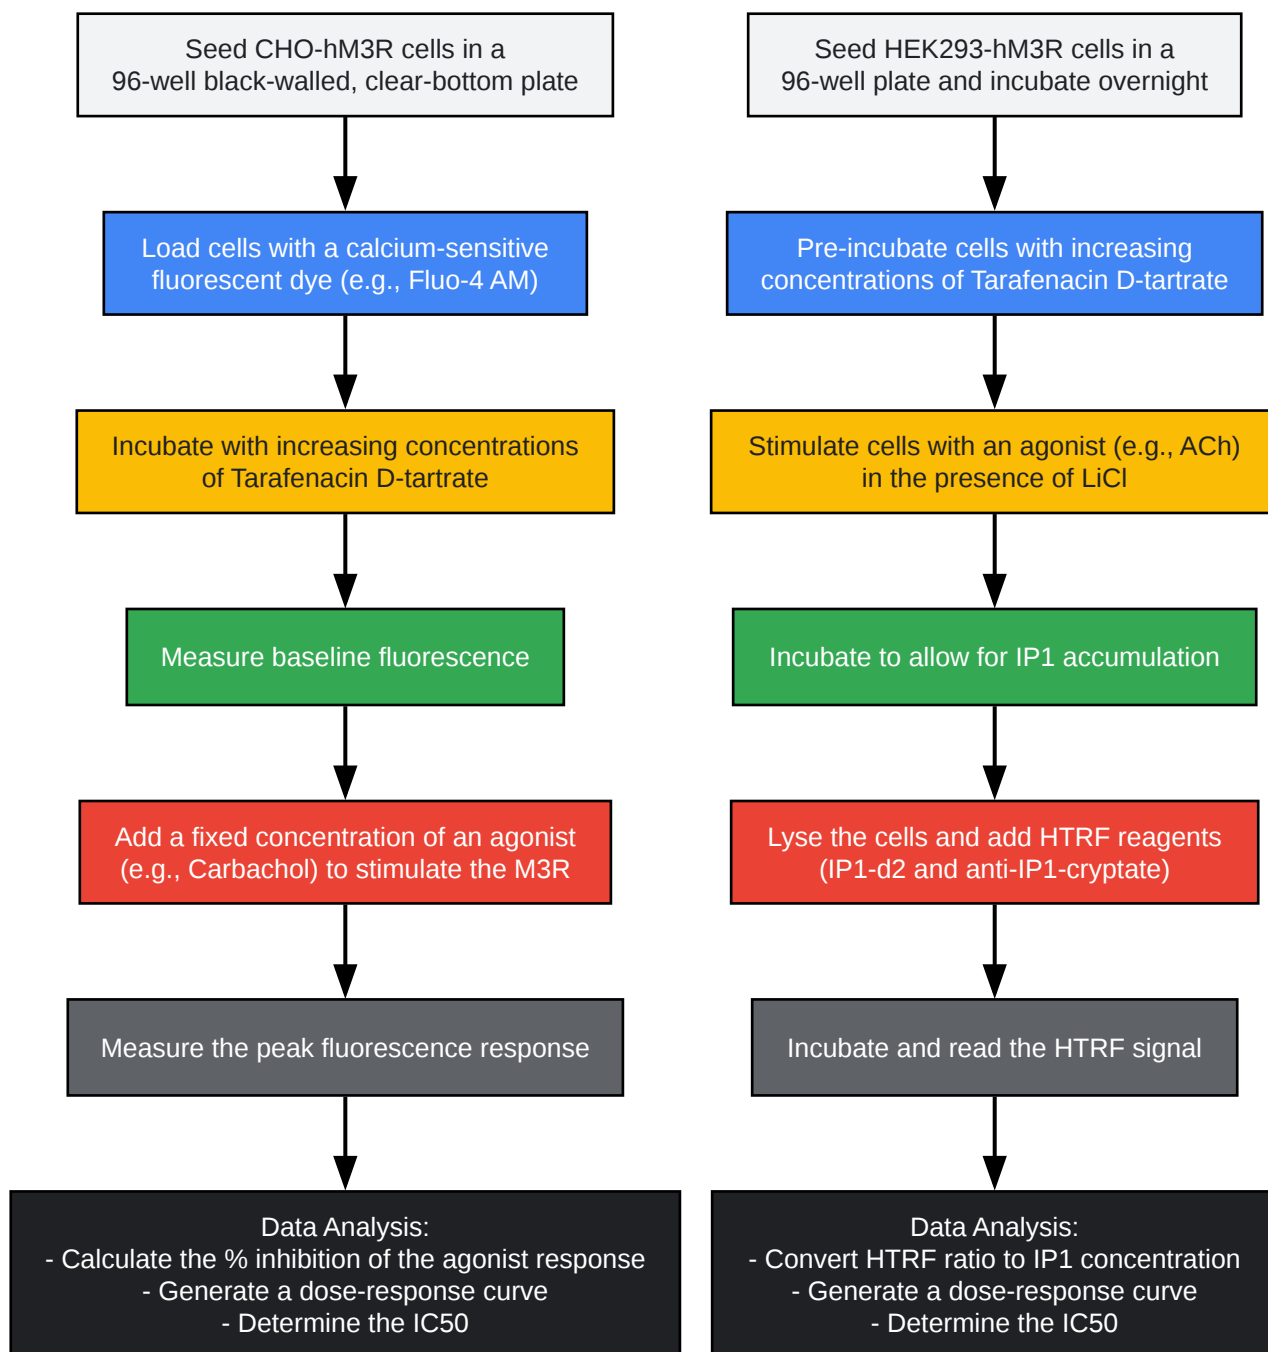 Seed CHO-hM3R cells in a
96-well black-walled, clear-bottom plate
Load cells with a calcium-sensitive
fluorescent dye (e.g., Fluo-4 AM)
Incubate with increasing concentrations
of Tarafenacin D-tartrate
Measure baseline fluorescence
Add a fixed concentration of an agonist
(e.g., Carbachol) to stimulate the M3R
Measure the peak fluorescence response
Data Analysis:
- Calculate the % inhibition of the agonist response
- Generate a dose-response curve
- Determine the IC50
Seed HEK293-hM3R cells in a
96-well plate and incubate overnight
Pre-incubate cells with increasing
concentrations of Tarafenacin D-tartrate
Stimulate cells with an agonist (e.g., ACh)
in the presence of LiCl
Incubate to allow for IP1 accumulation
Lyse the cells and add HTRF reagents
(IP1-d2 and anti-IP1-cryptate)
Incubate and read the HTRF signal
Data Analysis:
- Convert HTRF ratio to IP1 concentration
- Generate a dose-response curve
- Determine the IC50